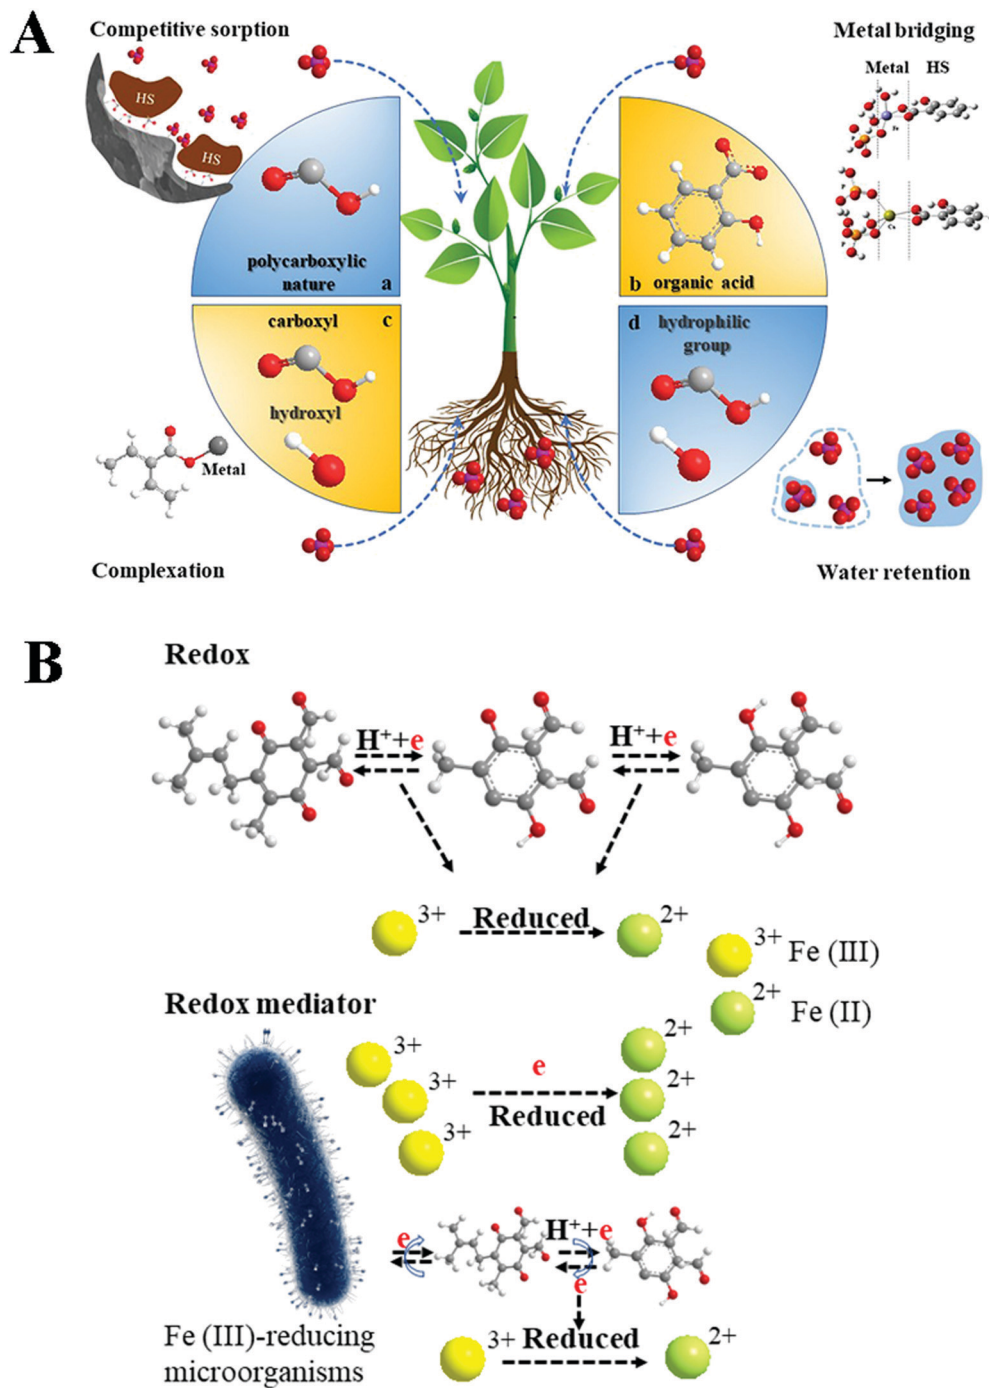 A
Competitive sorption
Metal bridging
Metal HS
HS
HS
Fe
P
P
Ca
polycarboxylic
nature
a
b organic acid
carboxyl c
hydroxyl
d hydrophilic
group
Metal
Complexation
Water retention
B
Redox
H⁺+e
H⁺+e
3+ Reduced 2+
3+ Fe (III)
2+ Fe (II)
Redox mediator
3+
3+
3+
e
Reduced
2+
2+
2+
e
H⁺+e
e
Fe (III)-reducing
microorganisms
3+ Reduced 2+